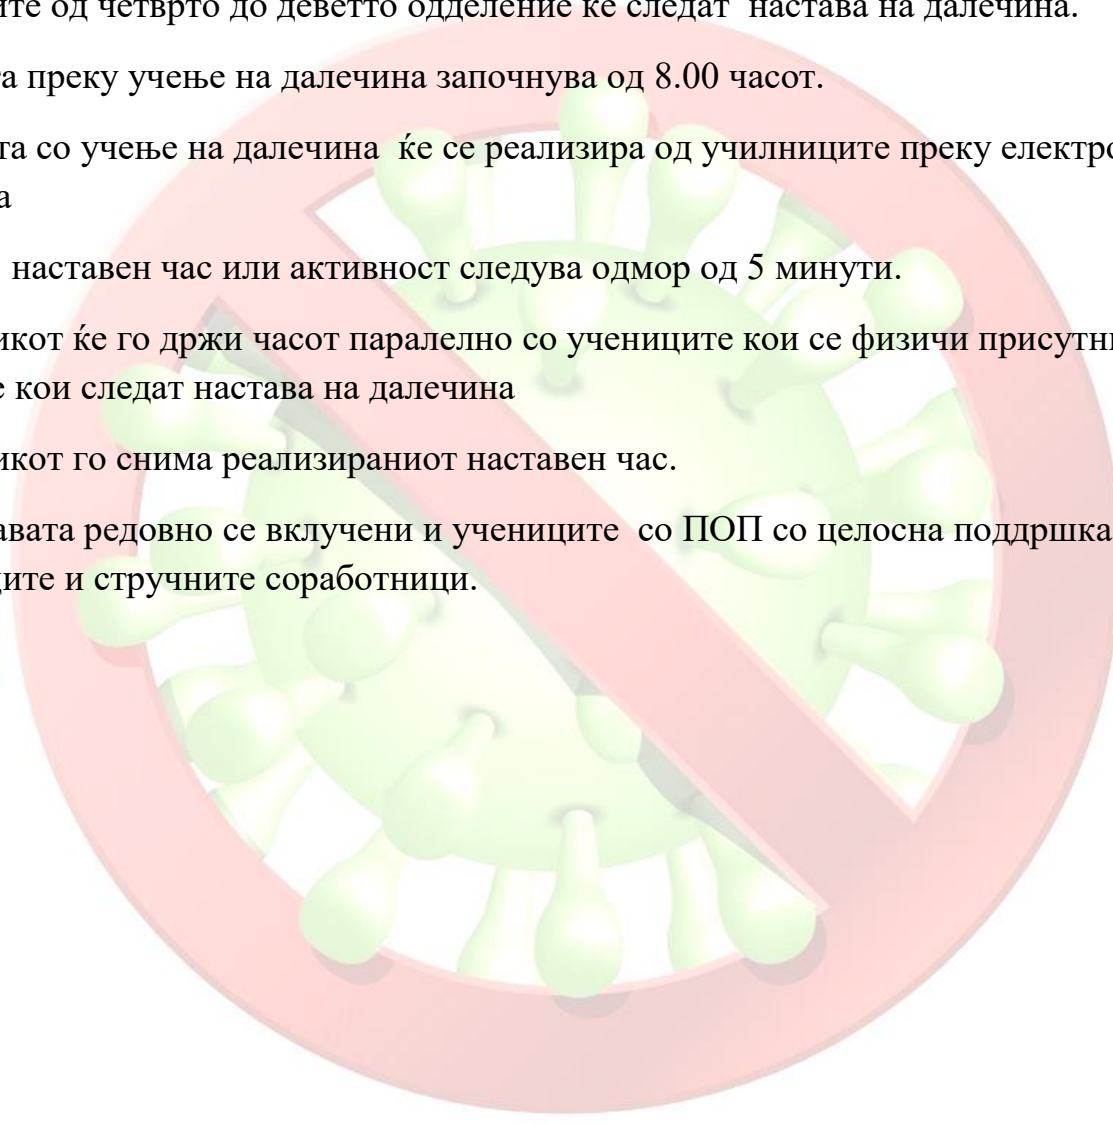 ите од четврто до деветто одделение ќе следат настава на далечина.
та преку учење на далечина започнува од 8.00 часот.
та со учење на далечина ќе се реализира од училниците преку електро
а
наставен час или активност следува одмор од 5 минути.
икот ќе го држи часот паралелно со учениците кои се физичи присутни
е кои следат настава на далечина
икот го снима реализираниот наставен час.
авата редовно се вклучени и учениците со ПОП со целосна поддршка
ците и стручните соработници.